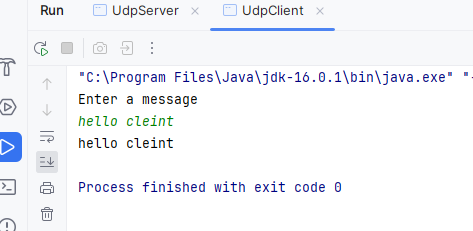 Run UdpServer UdpClient
"C:\Program Files\Java\jdk-16.0.1\bin\java.exe" "-
Enter a message
hello cleint
hello cleint
Process finished with exit code 0